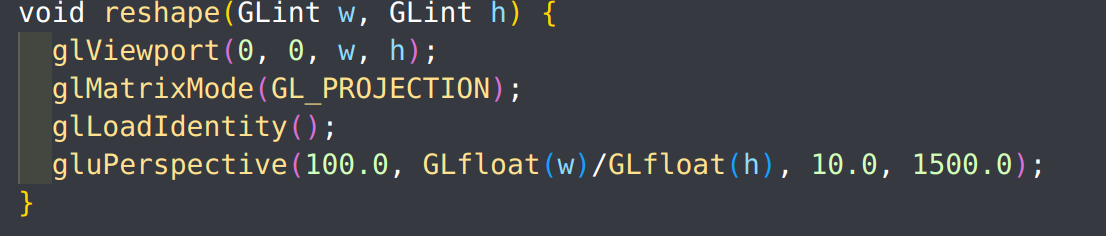 void reshape(GLint w, GLint h) {
  glViewport(0, 0, w, h);
  glMatrixMode(GL_PROJECTION);
  glLoadIdentity();
  gluPerspective(100.0, GLfloat(w)/GLfloat(h), 10.0, 1500.0);
}